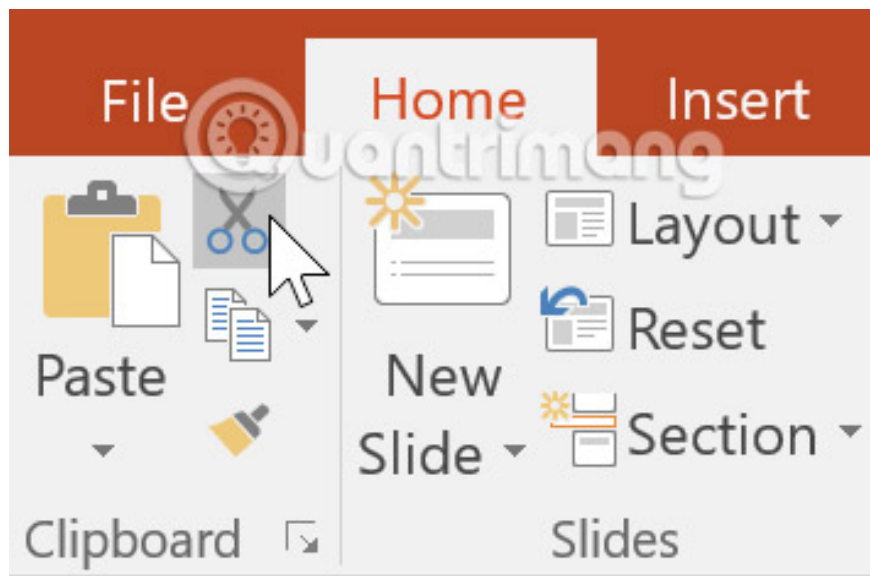 File Home Insert
Quantrimang
Layout
Reset
Paste
New
Slide
Section
Clipboard
Slides